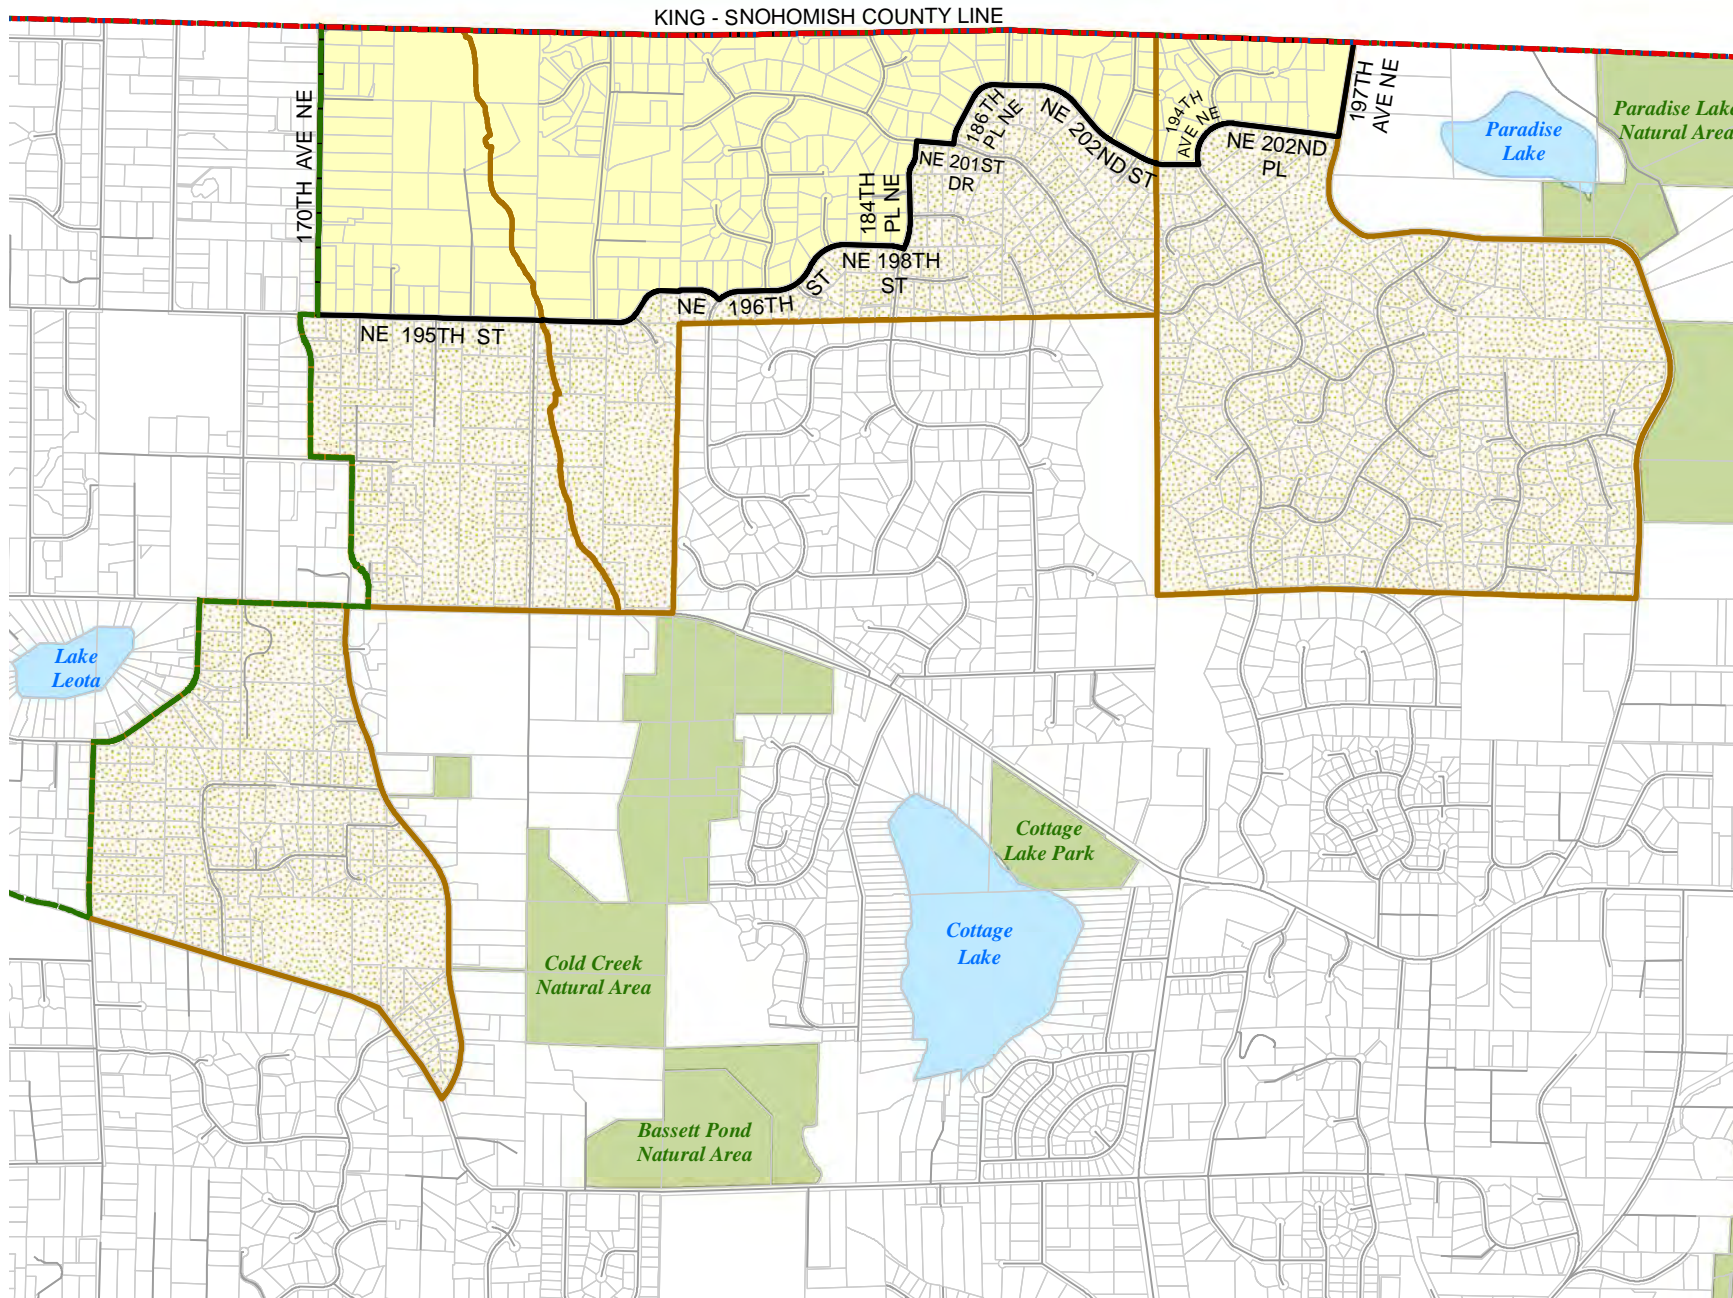 KING - SNOHOMISH COUNTY LINE
170TH AVE NE
197TH
AVE NE
194TH
AVE NE
186TH
PL NE
NE 202ND ST
NE 202ND
PL
NE 201ST
DR
184TH
PL NE
NE 198TH
ST
NE 196TH ST
NE 195TH ST
Paradise
Lake
Paradise Lake
Natural Area
Lake
Leota
Cottage
Lake Park
Cottage
Lake
Cold Creek
Natural Area
Bassett Pond
Natural Area